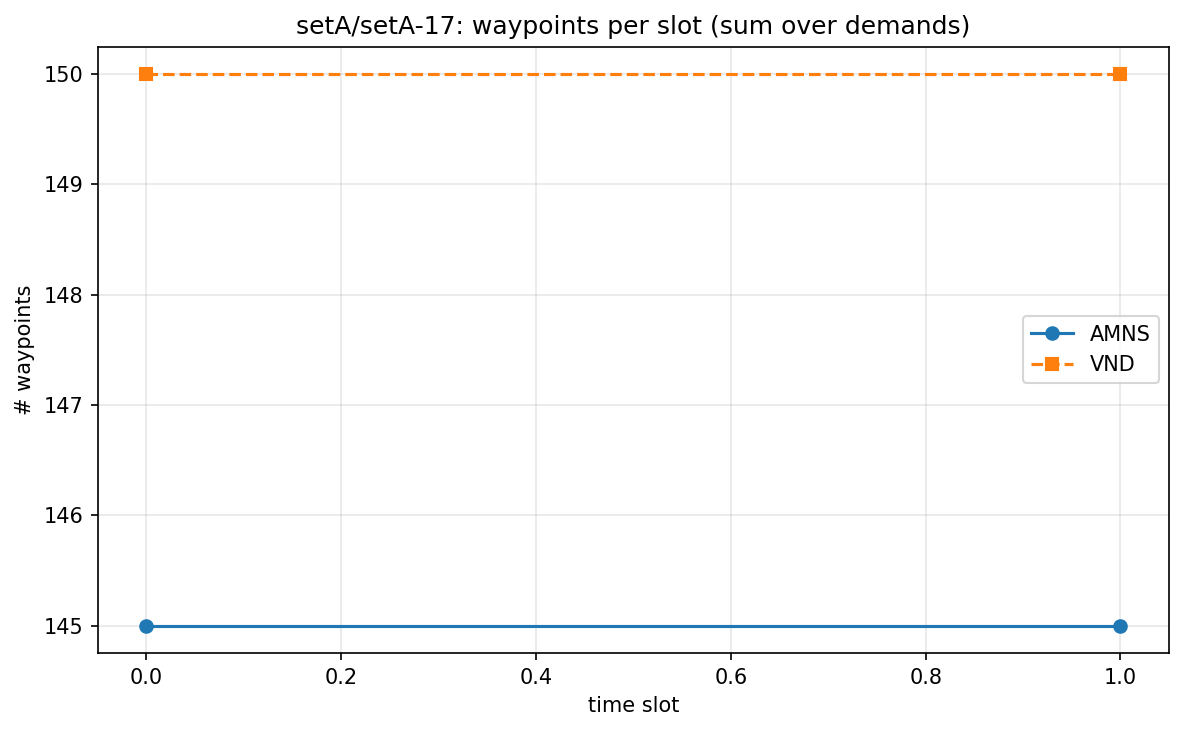 setA/setA-17: waypoints per slot (sum over demands)
150
149
148
147
146
145
# waypoints
AMNS
VND
0.0 0.2 0.4 0.6 0.8 1.0
time slot